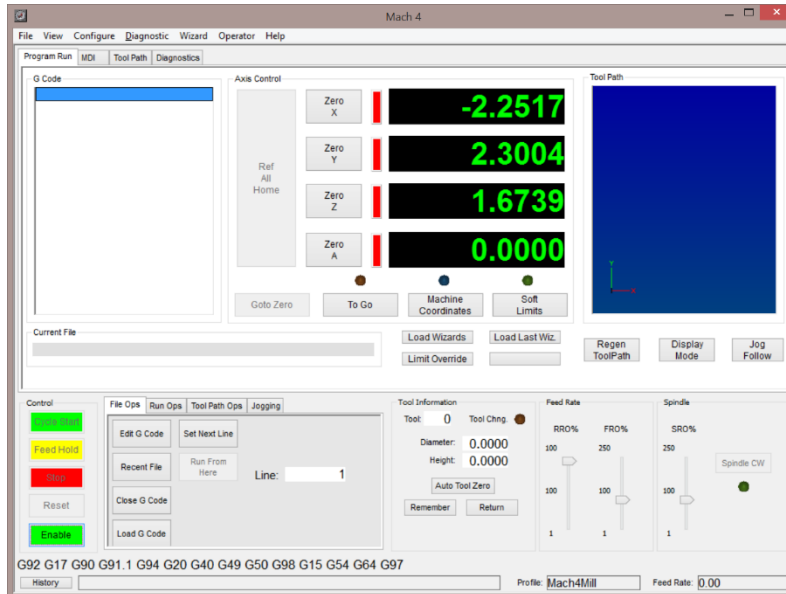 Mach 4
File View Configure Diagnostic Wizard Operator Help
Program Run MDI Tool Path Diagnostics
G Code
Axis Control
Tool Path
Ref
All
Home
Zero
X
-2.2517
Zero
Y
2.3004
Zero
Z
1.6739
Zero
A
0.0000
Goto Zero
To Go
Machine
Coordinates
Soft
Limits
Y
X
Current File
Load Wizards
Load Last Wiz.
Limit Override
Regen
ToolPath
Display
Mode
Jog
Follow
Control
Cycle Start
Feed Hold
Stop
Reset
Enable
File Ops Run Ops Tool Path Ops Jogging
Edit G Code
Set Next Line
Recent File
Run From
Here
Line: 1
Close G Code
Load G Code
Tool Information
Tool: 0 Tool Chng.
Diameter: 0.0000
Height: 0.0000
Auto Tool Zero
Remember
Return
Feed Rate
RRO% FRO%
100 250
100 100
1 1
Spindle
SRO%
250
100
1
Spindle CW
G92 G17 G90 G91.1 G94 G20 G40 G49 G50 G98 G15 G54 G64 G97
History
Profile: Mach4Mill
Feed Rate: 0.00